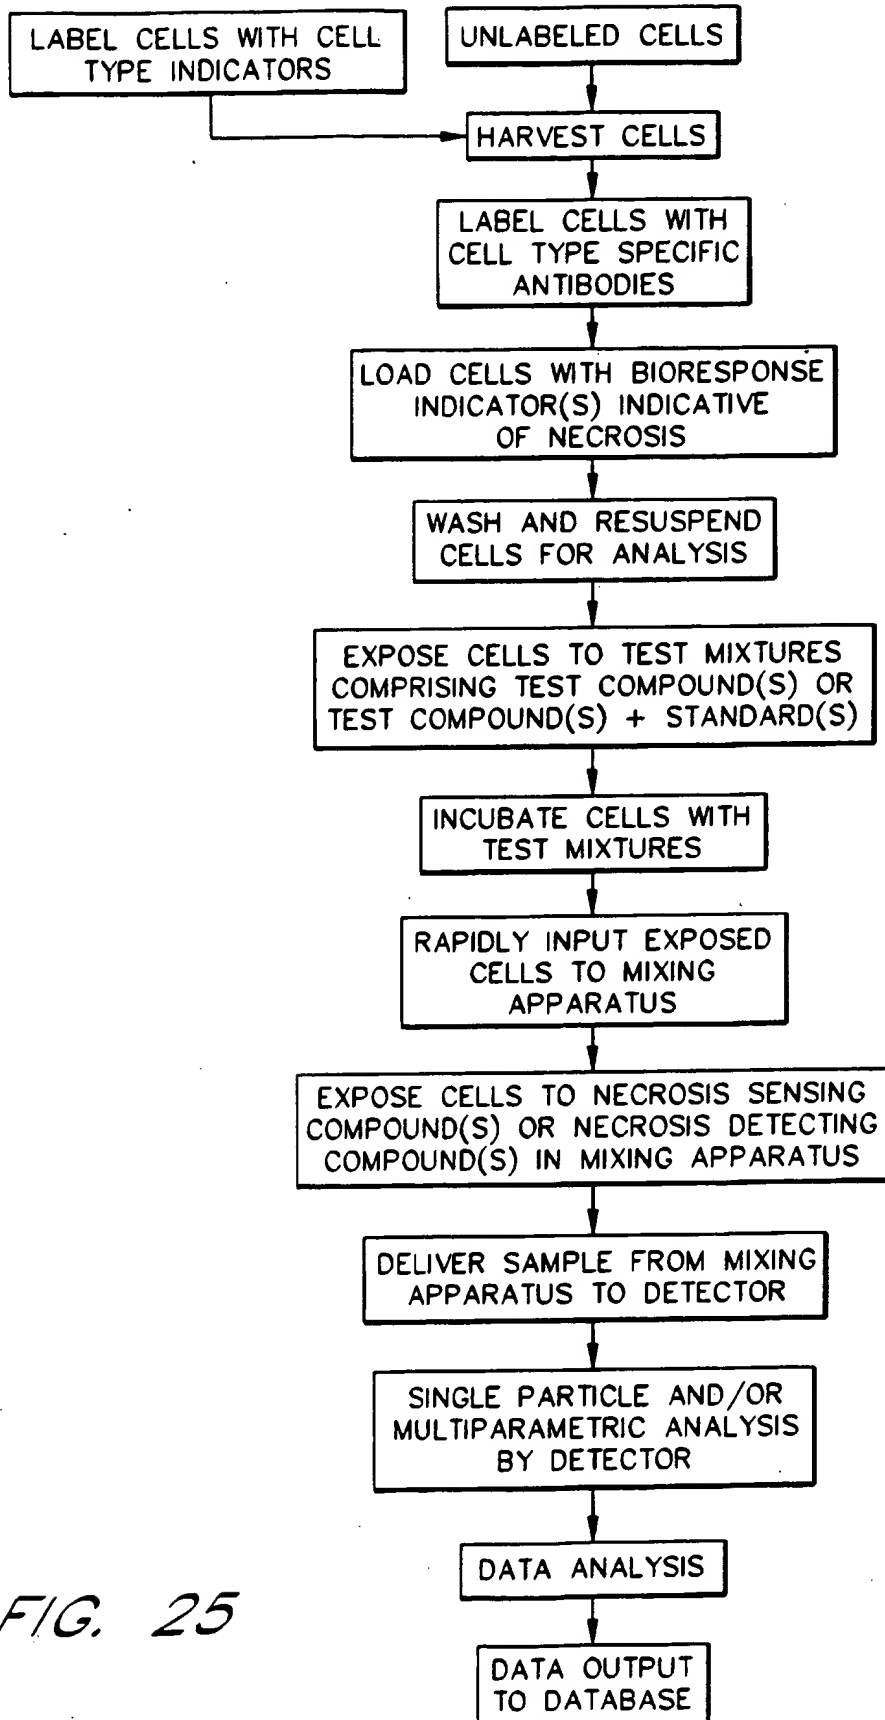 LABEL CELLS WITH CELL
TYPE INDICATORS
UNLABELED CELLS
HARVEST CELLS
LABEL CELLS WITH
CELL TYPE SPECIFIC
ANTIBODIES
LOAD CELLS WITH BIORESPONSE
INDICATOR(S) INDICATIVE
OF NECROSIS
WASH AND RESUSPEND
CELLS FOR ANALYSIS
EXPOSE CELLS TO TEST MIXTURES
COMPRISING TEST COMPOUND(S) OR
TEST COMPOUND(S) + STANDARD(S)
INCUBATE CELLS WITH
TEST MIXTURES
RAPIDLY INPUT EXPOSED
CELLS TO MIXING
APPARATUS
EXPOSE CELLS TO NECROSIS SENSING
COMPOUND(S) OR NECROSIS DETECTING
COMPOUND(S) IN MIXING APPARATUS
DELIVER SAMPLE FROM MIXING
APPARATUS TO DETECTOR
SINGLE PARTICLE AND/OR
MULTIPARAMETRIC ANALYSIS
BY DETECTOR
DATA ANALYSIS
DATA OUTPUT
TO DATABASE
FIG. 25